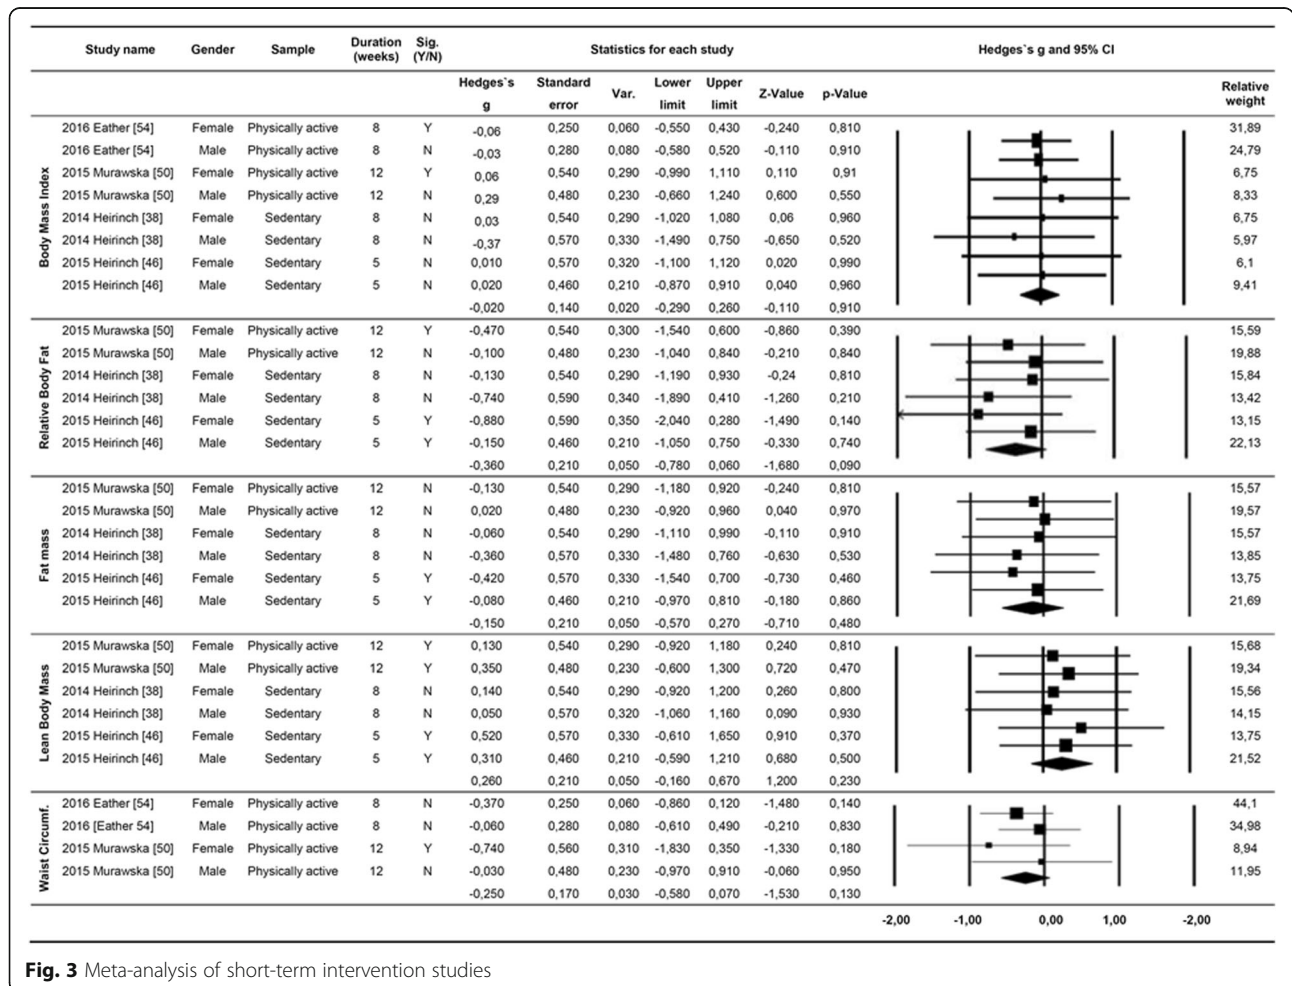 Study name Gender Sample Duration (weeks) Sig. (Y/N) Statistics for each study Hedges`s g and 95% CI
Hedges`s g Standard error Var. Lower limit Upper limit Z-Value p-Value Relative weight
Body Mass Index
2016 Eather [54] Female Physically active 8 Y -0,06 0,250 0,060 -0,550 0,430 -0,240 0,810 31,89
2016 Eather [54] Male Physically active 8 N -0,03 0,280 0,080 -0,580 0,520 -0,110 0,910 24,79
2015 Murawska [50] Female Physically active 12 Y 0,06 0,540 0,290 -0,990 1,110 0,110 0,91 6,75
2015 Murawska [50] Male Physically active 12 N 0,29 0,480 0,230 -0,660 1,240 0,600 0,550 8,33
2014 Heirinch [38] Female Sedentary 8 N 0,03 0,540 0,290 -1,020 1,080 0,06 0,960 6,75
2014 Heirinch [38] Male Sedentary 8 N -0,37 0,570 0,330 -1,490 0,750 -0,650 0,520 5,97
2015 Heirinch [46] Female Sedentary 5 N 0,010 0,570 0,320 -1,100 1,120 0,020 0,990 6,1
2015 Heirinch [46] Male Sedentary 5 N 0,020 0,460 0,210 -0,870 0,910 0,040 0,960 9,41
-0,020 0,140 0,020 -0,290 0,260 -0,110 0,910
Relative Body Fat
2015 Murawska [50] Female Physically active 12 Y -0,470 0,540 0,300 -1,540 0,600 -0,860 0,390 15,59
2015 Murawska [50] Male Physically active 12 N -0,100 0,480 0,230 -1,040 0,840 -0,210 0,840 19,88
2014 Heirinch [38] Female Sedentary 8 N -0,130 0,540 0,290 -1,190 0,930 -0,24 0,810 15,84
2014 Heirinch [38] Male Sedentary 8 N -0,740 0,590 0,340 -1,890 0,410 -1,260 0,210 13,42
2015 Heirinch [46] Female Sedentary 5 Y -0,880 0,590 0,350 -2,040 0,280 -1,490 0,140 13,15
2015 Heirinch [46] Male Sedentary 5 Y -0,150 0,460 0,210 -1,050 0,750 -0,330 0,740 22,13
-0,360 0,210 0,050 -0,780 0,060 -1,680 0,090
Fat mass
2015 Murawska [50] Female Physically active 12 N -0,130 0,540 0,290 -1,180 0,920 -0,240 0,810 15,57
2015 Murawska [50] Male Physically active 12 N 0,020 0,480 0,230 -0,920 0,960 0,040 0,970 19,57
2014 Heirinch [38] Female Sedentary 8 N -0,060 0,540 0,290 -1,110 0,990 -0,110 0,910 15,57
2014 Heirinch [38] Male Sedentary 8 N -0,360 0,570 0,330 -1,480 0,760 -0,630 0,530 13,85
2015 Heirinch [46] Female Sedentary 5 Y -0,420 0,570 0,330 -1,540 0,700 -0,730 0,460 13,75
2015 Heirinch [46] Male Sedentary 5 Y -0,080 0,460 0,210 -0,970 0,810 -0,180 0,860 21,69
-0,150 0,210 0,050 -0,570 0,270 -0,710 0,480
Lean Body Mass
2015 Murawska [50] Female Physically active 12 Y 0,130 0,540 0,290 -0,920 1,180 0,240 0,810 15,68
2015 Murawska [50] Male Physically active 12 Y 0,350 0,480 0,230 -0,600 1,300 0,720 0,470 19,34
2014 Heirinch [38] Female Sedentary 8 N 0,140 0,540 0,290 -0,920 1,200 0,260 0,800 15,56
2014 Heirinch [38] Male Sedentary 8 N 0,050 0,570 0,320 -1,060 1,160 0,090 0,930 14,15
2015 Heirinch [46] Female Sedentary 5 Y 0,520 0,570 0,330 -0,610 1,650 0,910 0,370 13,75
2015 Heirinch [46] Male Sedentary 5 Y 0,310 0,460 0,210 -0,590 1,210 0,680 0,500 21,52
0,260 0,210 0,050 -0,160 0,670 1,200 0,230
Waist Circumf.
2016 Eather [54] Female Physically active 8 N -0,370 0,250 0,060 -0,860 0,120 -1,480 0,140 44,1
2016 [Eather 54] Male Physically active 8 N -0,060 0,280 0,080 -0,610 0,490 -0,210 0,830 34,98
2015 Murawska [50] Female Physically active 12 Y -0,740 0,560 0,310 -1,830 0,350 -1,330 0,180 8,94
2015 Murawska [50] Male Physically active 12 N -0,030 0,480 0,230 -0,970 0,910 -0,060 0,950 11,95
-0,250 0,170 0,030 -0,580 0,070 -1,530 0,130
-2,00 -1,00 0,00 1,00 -2,00
Fig. 3 Meta-analysis of short-term intervention studies